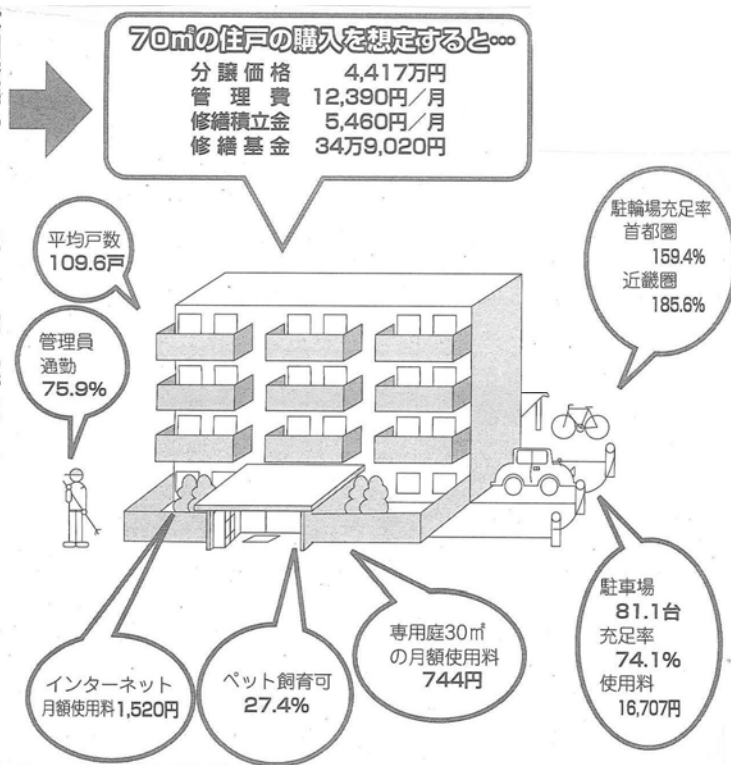 70㎡の住戸の購入を想定すると…
分譲価格 4,417万円
管理費 12,390円／月
修繕積立金 5,460円／月
修繕基金 34万9,020円
平均戸数
109.6戸
管理員
通勤
75.9%
駐輪場充足率
首都圏
159.4%
近畿圏
185.6%
インターネット
月額使用料1,520円
ペット飼育可
27.4%
専用庭30㎡
の月額使用料
744円
駐車場
81.1台
充足率
74.1%
使用料
16,707円